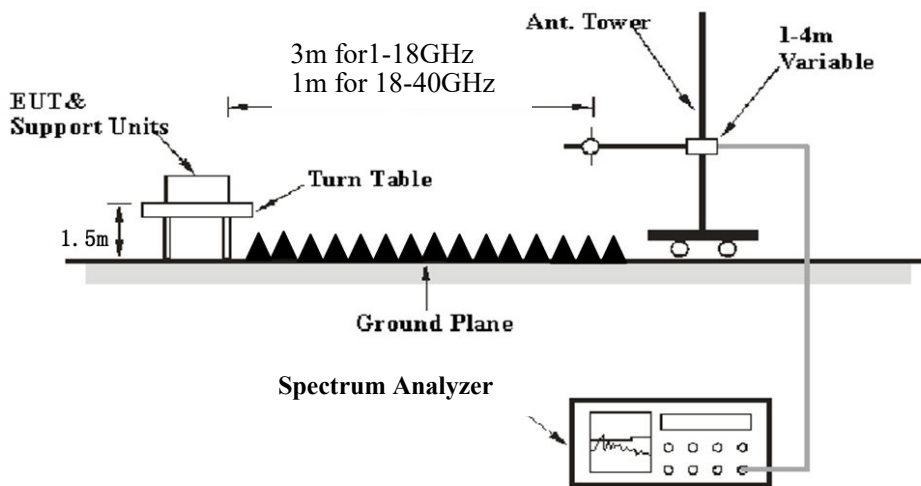 Ant. Tower
1-4m
Variable
3m for1-18GHz
1m for 18-40GHz
EUT&
Support Units
Turn Table
1.5m
Ground Plane
Spectrum Analyzer